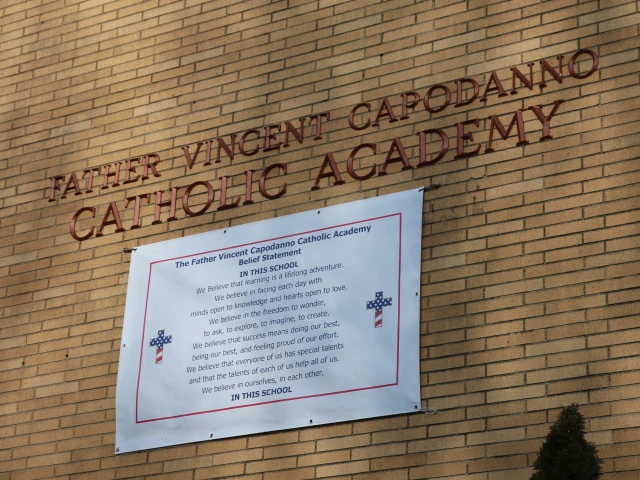 FATHER VINCENT CAPODANNO
CATHOLIC ACADEMY
The Father Vincent Capodanno Catholic Academy
Belief Statement
IN THIS SCHOOL
We Believe that learning is a lifelong adventure.
We believe in facing each day with
minds open to knowledge and hearts open to love.
We believe in the freedom to wonder,
to ask, to explore, to imagine, to create.
We believe that success means doing our best,
being our best, and feeling proud of our effort.
We believe that everyone of us has special talents
and that the talents of each of us help all of us.
We believe in ourselves, in each other,
IN THIS SCHOOL